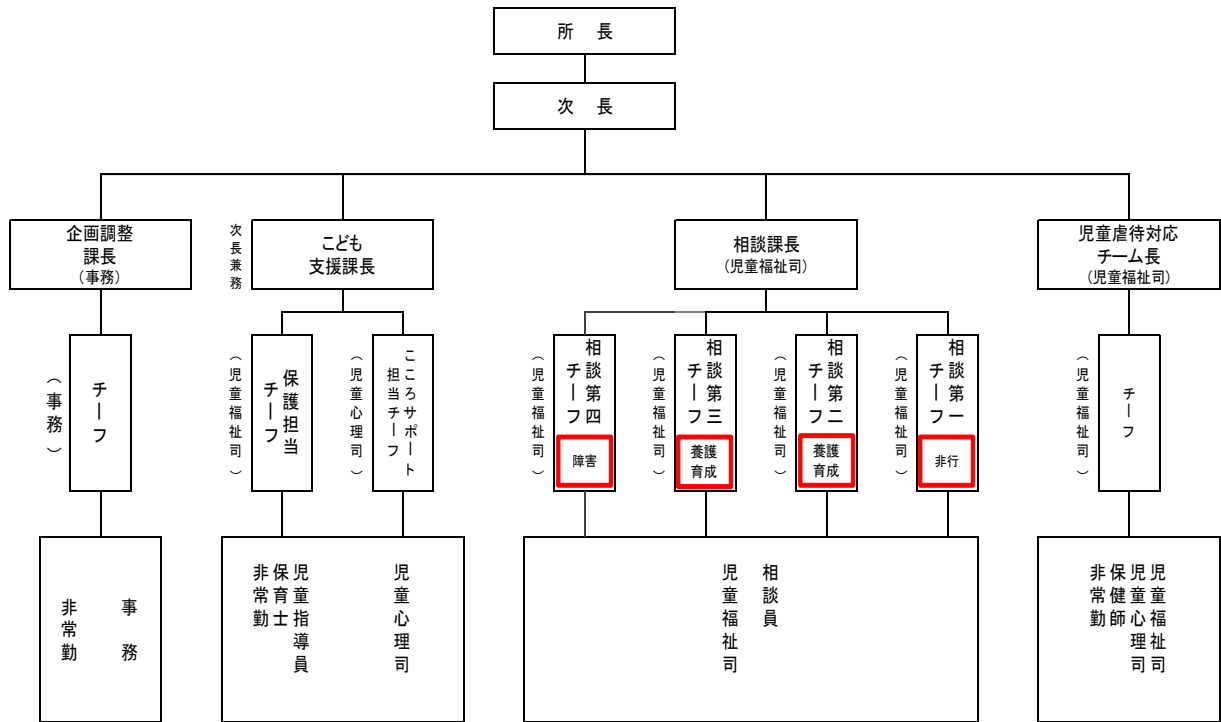 所　長
次　長
企画調整
課長
（事務）
次長兼務
こども
支援課長
相談課長
（児童福祉司）
児童虐待対応
チーム長
（児童福祉司）
（事務）
チーフ
（児童福祉司）
保護担当
チーフ
（児童心理司）
こころサポート
担当チーフ
（児童福祉司）
相談第四
チーフ
障害
（児童福祉司）
相談第三
チーフ
養護
育成
（児童福祉司）
相談第二
チーフ
養護
育成
（児童福祉司）
相談第一
チーフ
非行
（児童福祉司）
チーフ
事　務
非常勤
児童指導員
保育士
非常勤
児童心理司
相談員
児童福祉司
児童福祉司
児童心理司
保健師
非常勤